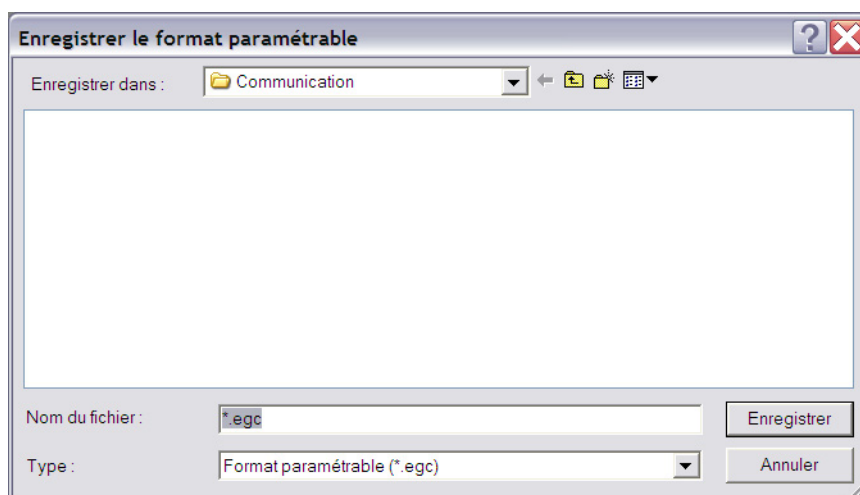 Enregistrer le format paramétrable
Enregistrer dans : Communication
Nom du fichier : *.egc Enregistrer
Type : Format paramétrable (*.egc) Annuler